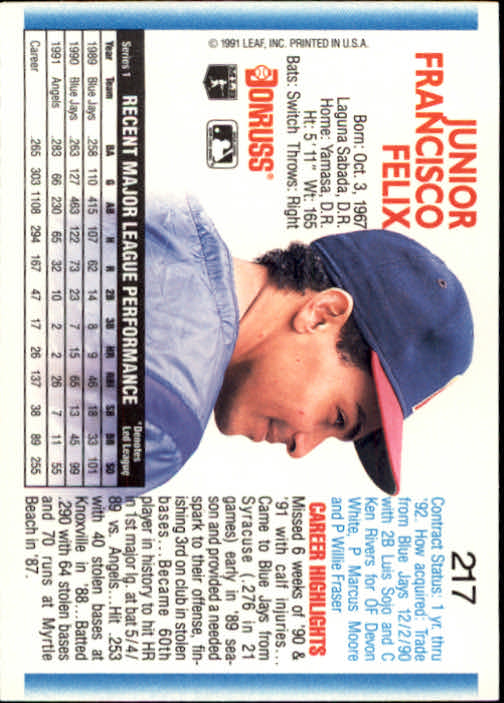 217
JUNIOR
FRANCISCO
FELIX
Born: Oct. 3, 1967
Laguna Sabada, D.R.
Home: Yamasa, D.R.
Ht: 5' 11" Wt: 165
Bats: Switch Throws: Right
DONRUSS
© 1991 LEAF, INC. PRINTED IN U.S.A.
Contract Status: 1 yr. thru
'92. How acquired: Trade
from Blue Jays 12/2/90
with 2B Luis Sojo and C
Ken Rivers for OF Devon
White, P Marcus Moore
and P Willie Fraser
CAREER HIGHLIGHTS
Missed 6 weeks of '90 &
'91 with calf injuries...
Came to Blue Jays from
Syracuse (.276 in 21
games) early in '89 sea-
son and provided a needed
spark to their offense, fin-
ishing 3rd on club in stolen
bases...Became 60th
player in history to hit HR
in 1st major lg. at bat 5/4/
89 vs. Angels...Hit .253
with 40 stolen bases at
Knoxville in '88...Batted
.290 with 64 stolen bases
and 70 runs at Myrtle
Beach in '87.
Series 1 RECENT MAJOR LEAGUE PERFORMANCE *Denotes Led League
Year Team BA G AB H R 2B 3B HR RBI SB BB SO
1989 Blue Jays .258 110 415 107 62 14 8 9 46 18 33 101
1990 Blue Jays .263 127 463 122 73 23 7 15 65 13 45 99
1991 Angels .283 66 230 65 32 10 2 2 26 7 11 55
Career .265 303 1108 294 167 47 17 26 137 38 89 255